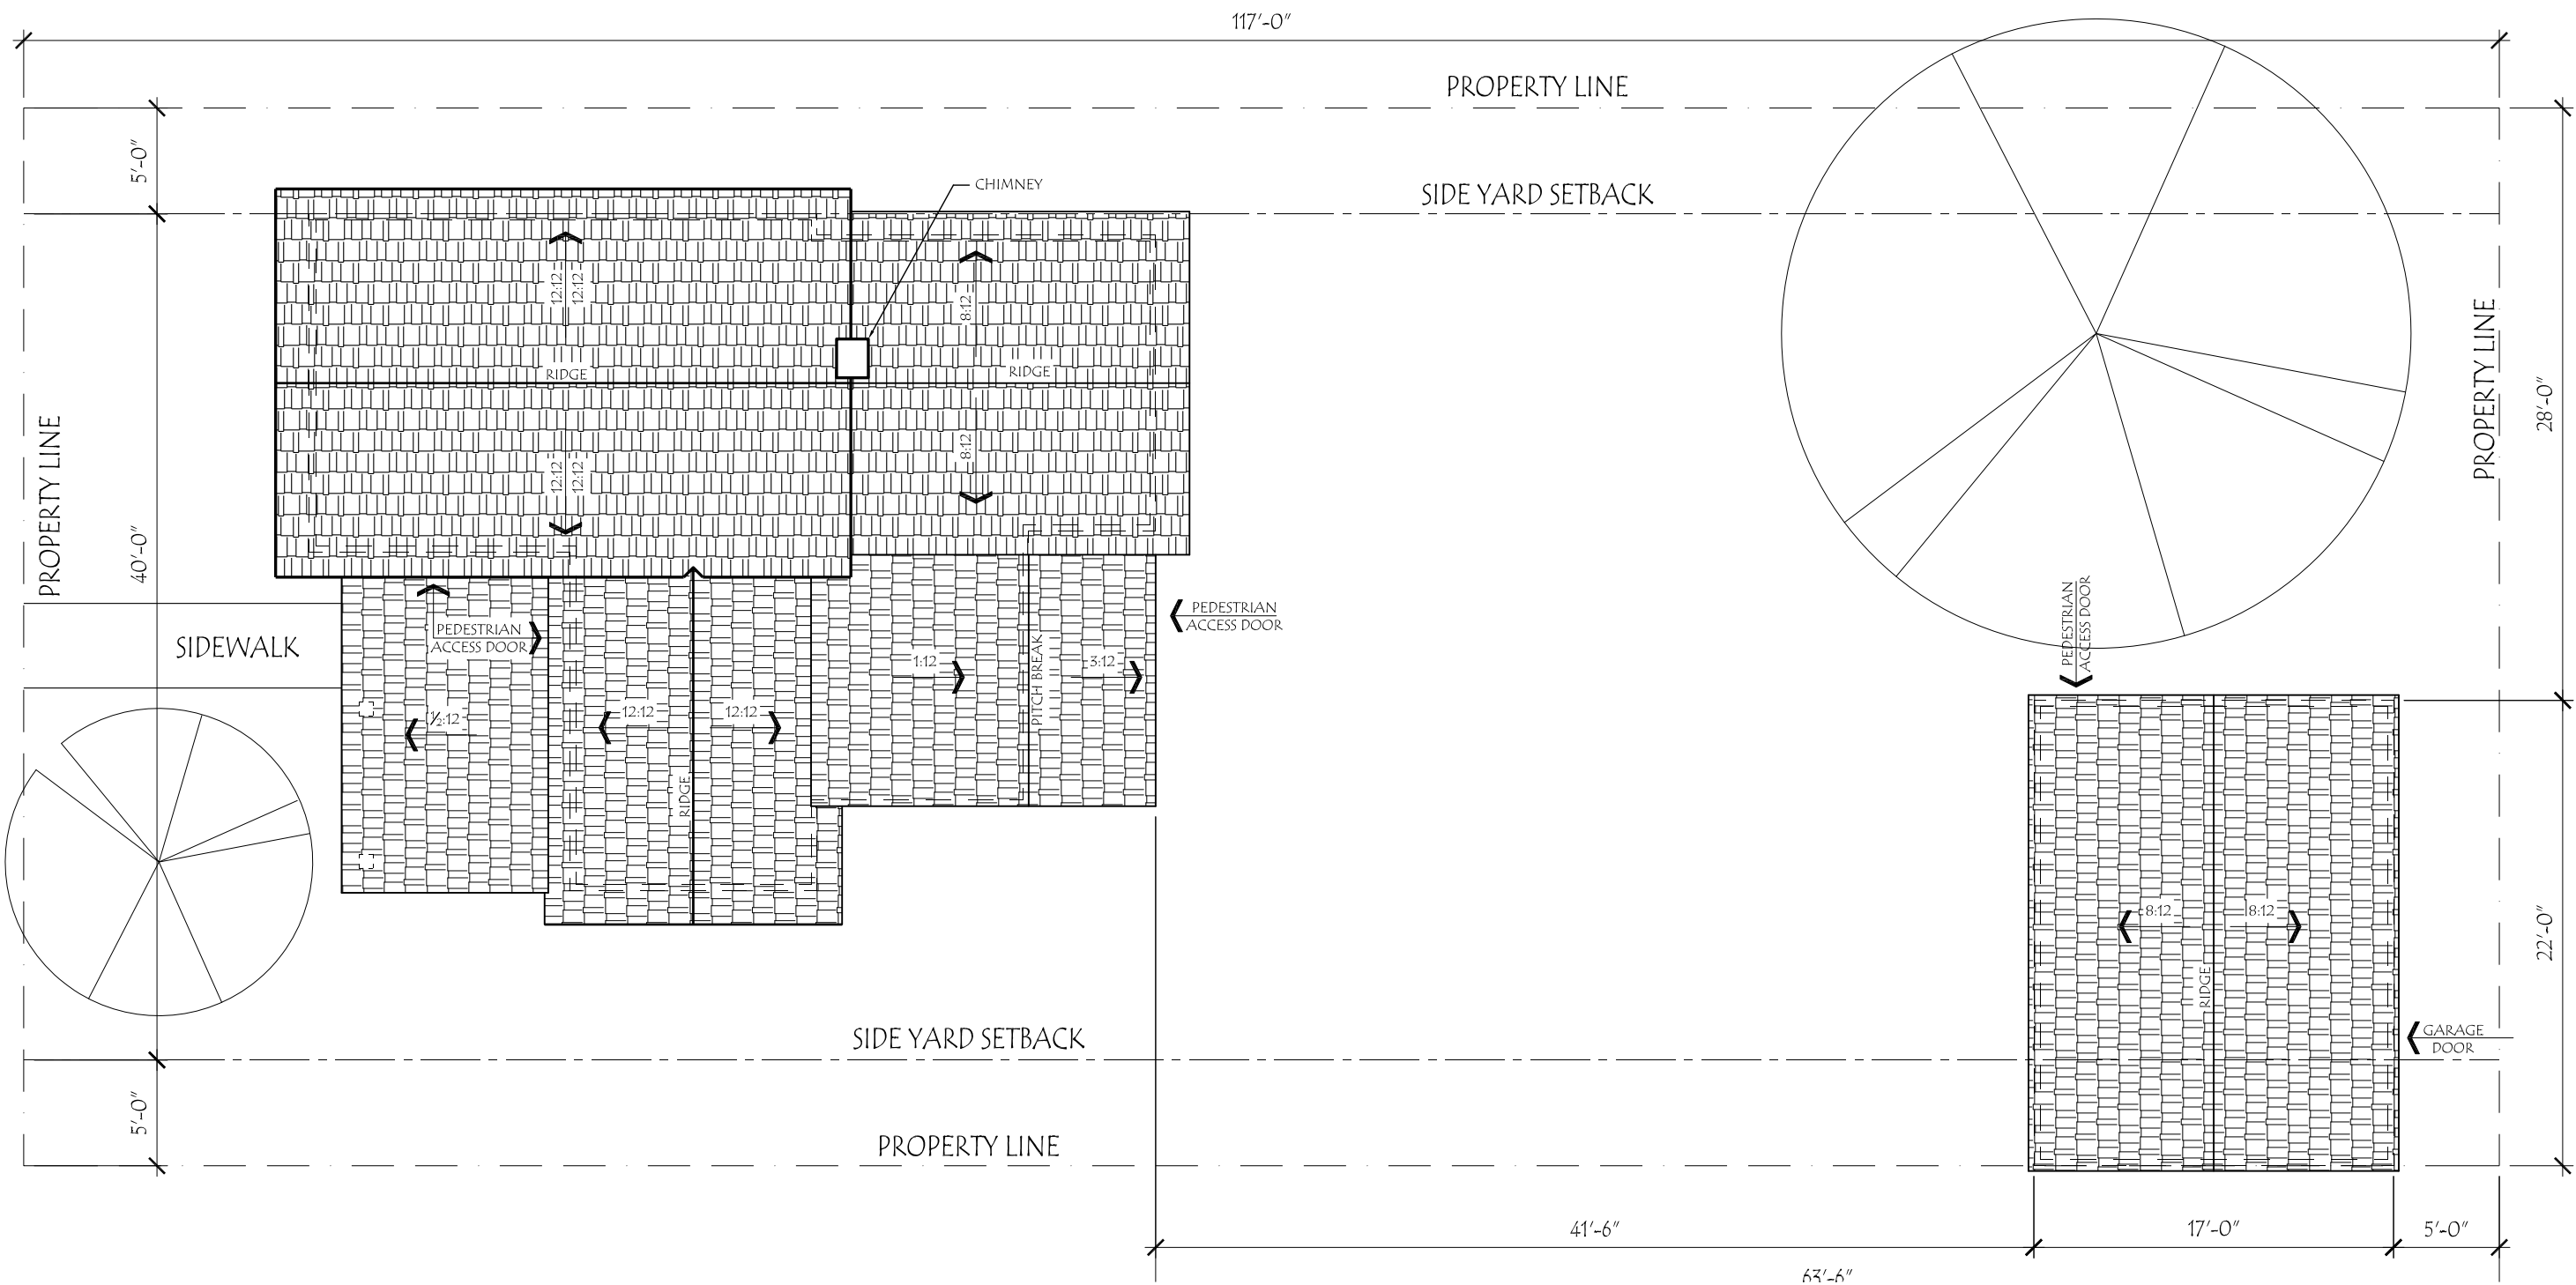 117'-0"
PROPERTY LINE
5'-0"
CHIMNEY
SIDE YARD SETBACK
12:12
12:12
8:12
RIDGE
RIDGE
PROPERTY LINE
28'-0"
PROPERTY LINE
12:12
12:12
8:12
40'-0"
PEDESTRIAN
ACCESS DOOR
PEDESTRIAN
ACCESS DOOR
PEDESTRIAN
ACCESS DOOR
SIDEWALK
1:12
PITCH BREAK
3:12
½:12
12:12
12:12
RIDGE
8:12
8:12
22'-0"
RIDGE
SIDE YARD SETBACK
GARAGE
DOOR
5'-0"
PROPERTY LINE
41'-6"
17'-0"
5'-0"
63'-6"